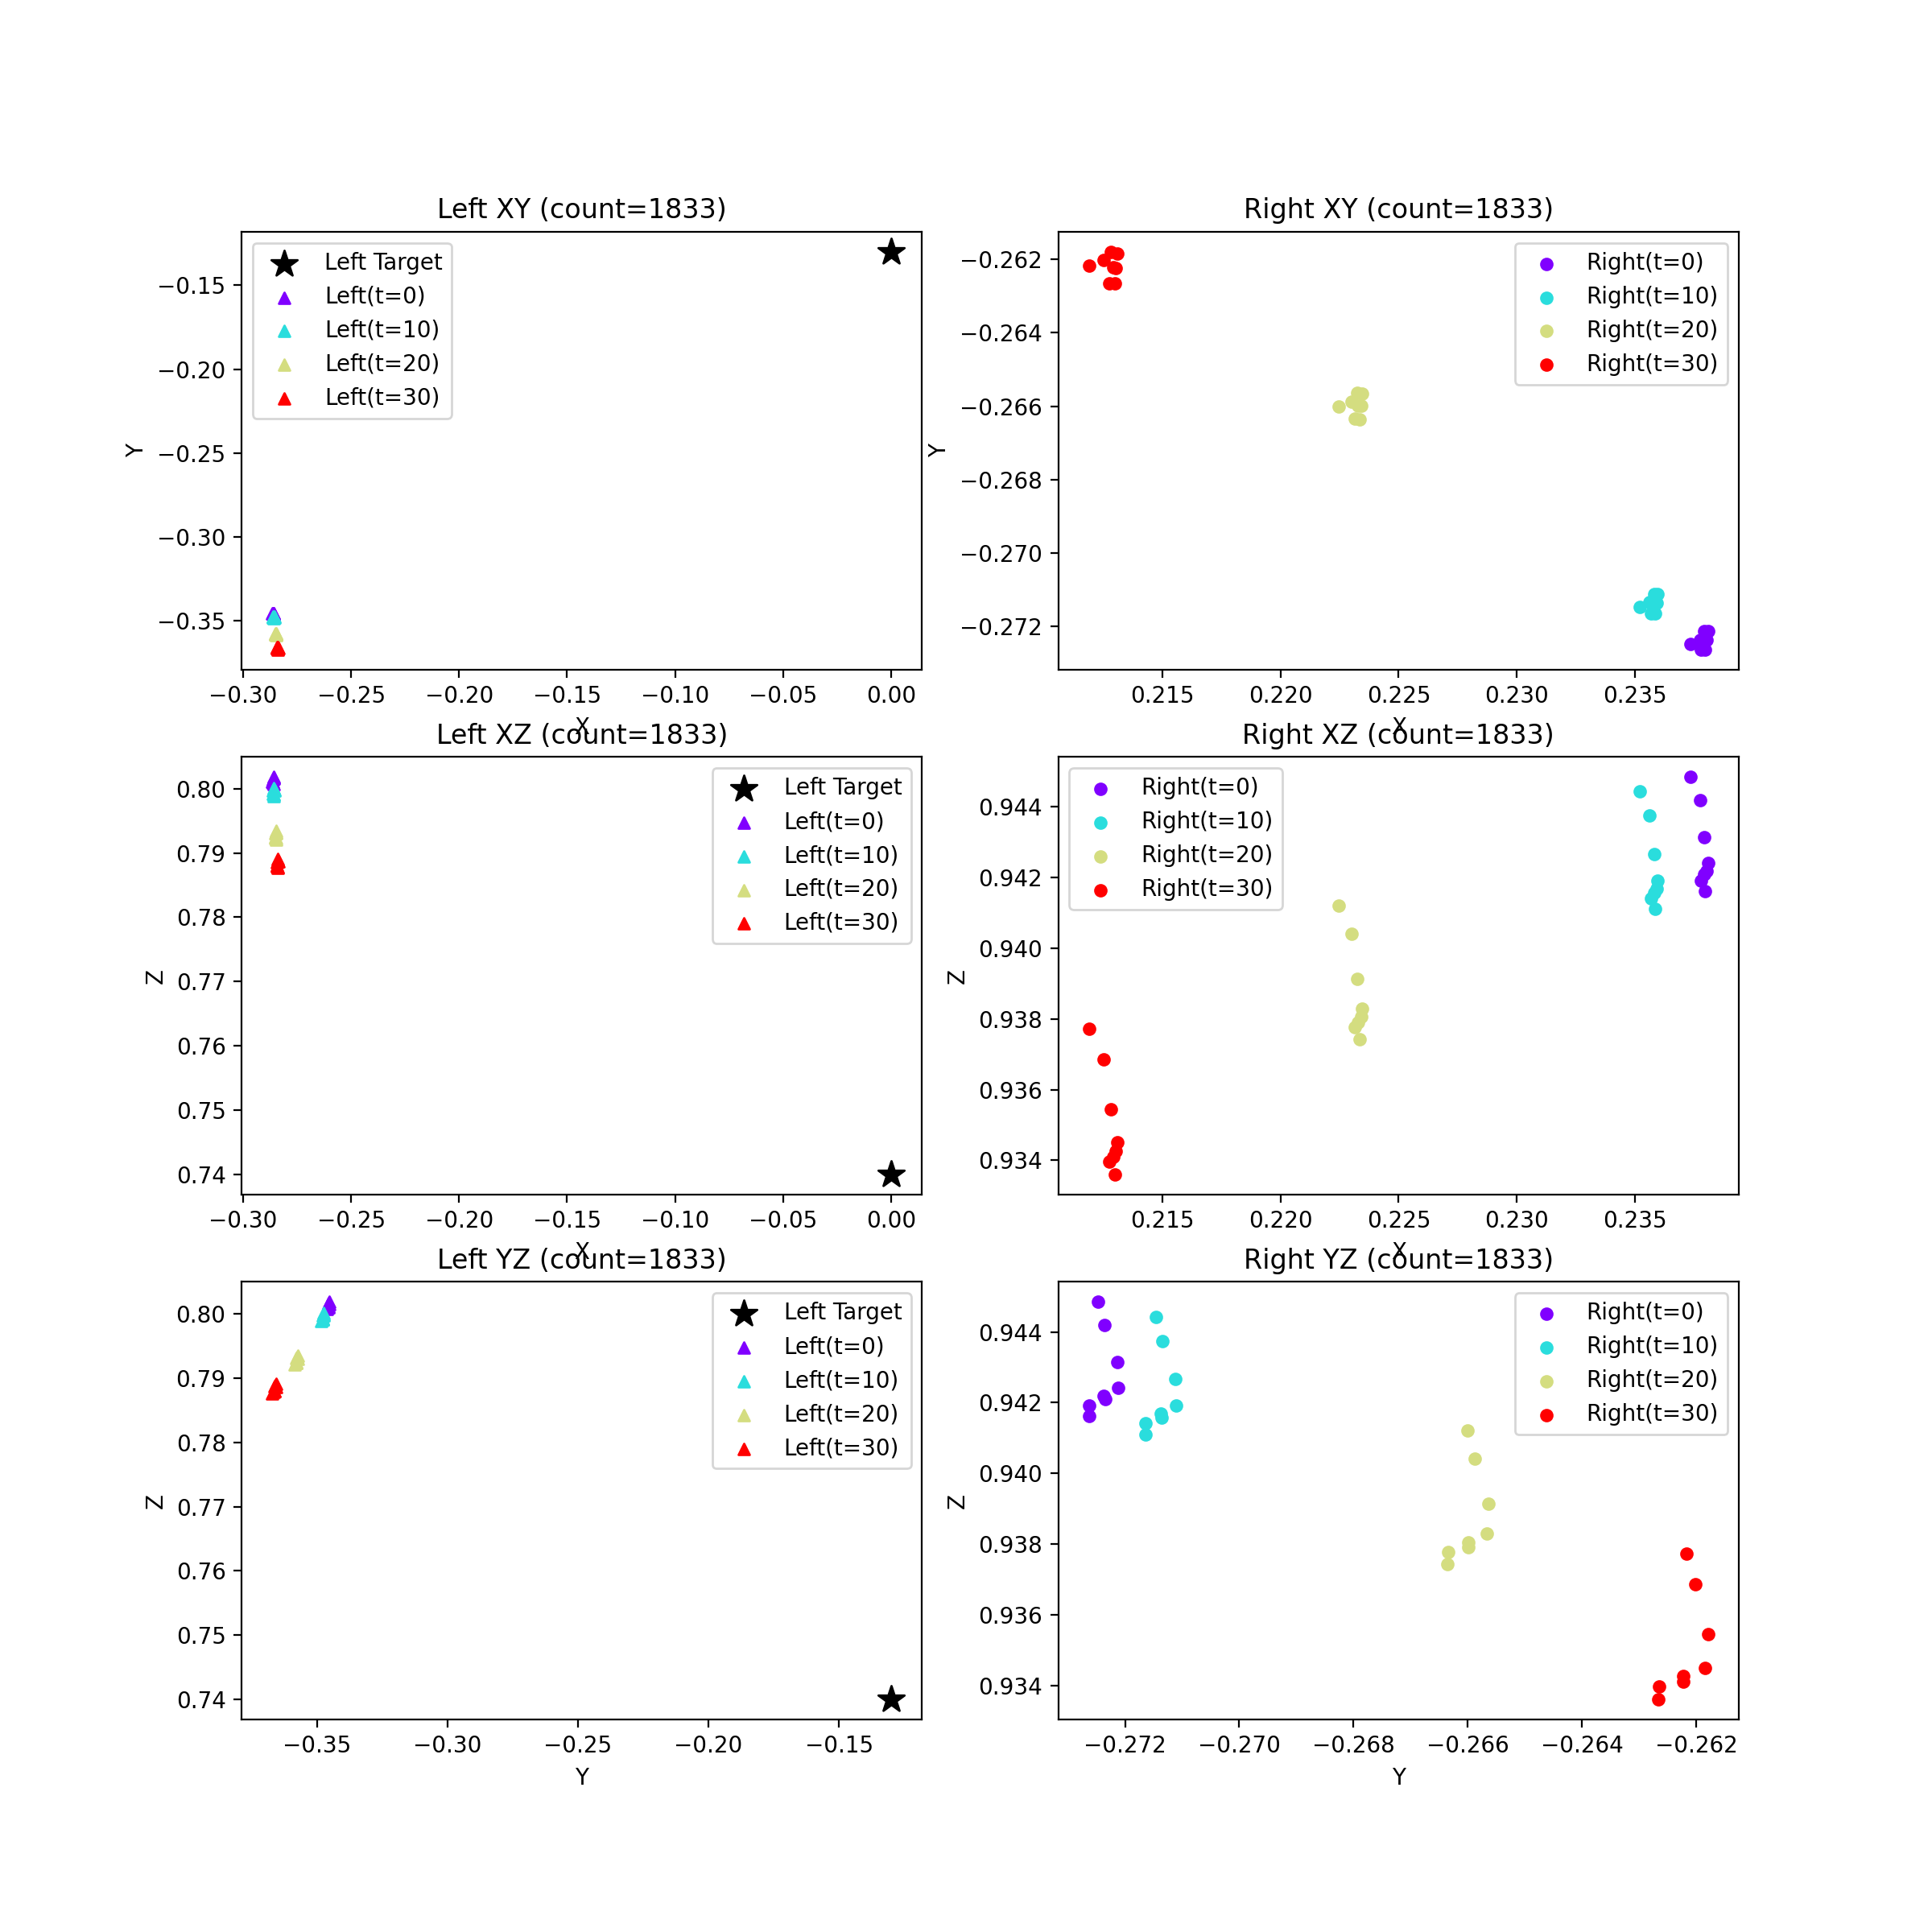 Left XY (count=1833)
Left Target
Left(t=0)
Left(t=10)
Left(t=20)
Left(t=30)
Y
−0.15
−0.20
−0.25
−0.30
−0.35
−0.30 −0.25 −0.20 −0.15 −0.10 −0.05 0.00
X
Right XY (count=1833)
Right(t=0)
Right(t=10)
Right(t=20)
Right(t=30)
Y
−0.262
−0.264
−0.266
−0.268
−0.270
−0.272
0.215 0.220 0.225 0.230 0.235
X
Left XZ (count=1833)
Left Target
Left(t=0)
Left(t=10)
Left(t=20)
Left(t=30)
Z
0.80
0.79
0.78
0.77
0.76
0.75
0.74
−0.30 −0.25 −0.20 −0.15 −0.10 −0.05 0.00
X
Right XZ (count=1833)
Right(t=0)
Right(t=10)
Right(t=20)
Right(t=30)
Z
0.944
0.942
0.940
0.938
0.936
0.934
0.215 0.220 0.225 0.230 0.235
X
Left YZ (count=1833)
Left Target
Left(t=0)
Left(t=10)
Left(t=20)
Left(t=30)
Z
0.80
0.79
0.78
0.77
0.76
0.75
0.74
−0.35 −0.30 −0.25 −0.20 −0.15
Y
Right YZ (count=1833)
Right(t=0)
Right(t=10)
Right(t=20)
Right(t=30)
Z
0.944
0.942
0.940
0.938
0.936
0.934
−0.272 −0.270 −0.268 −0.266 −0.264 −0.262
Y